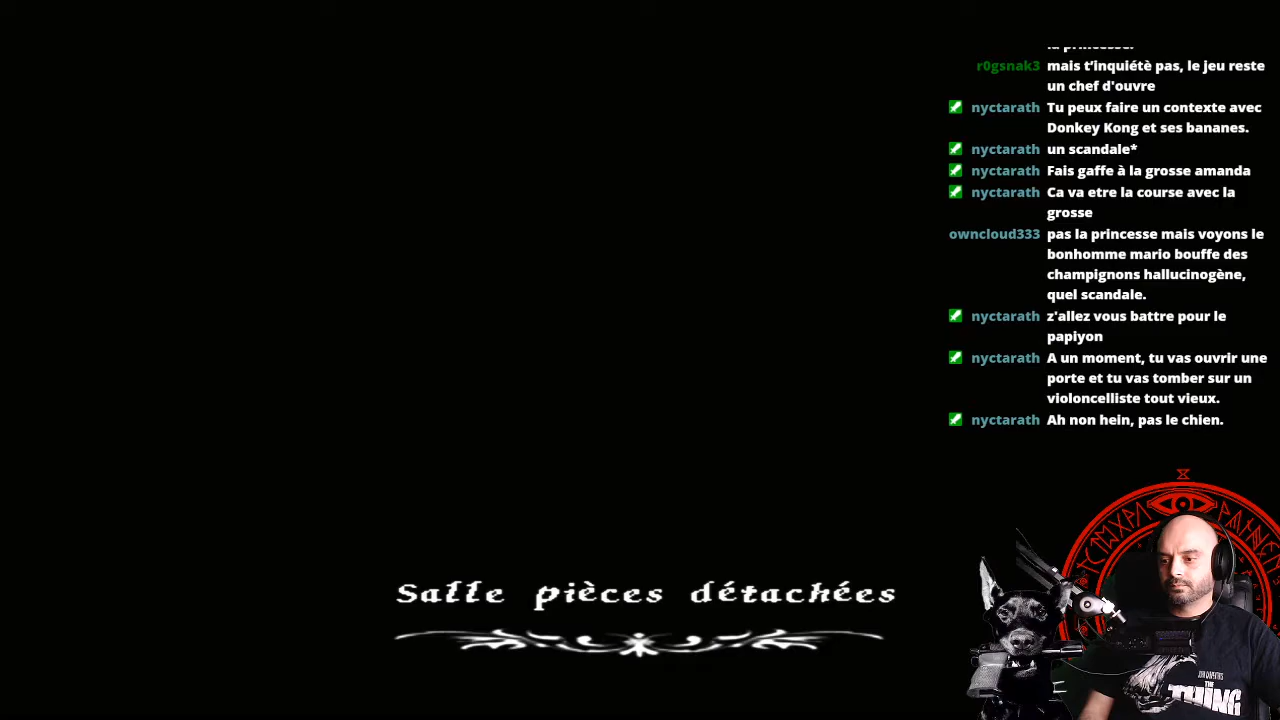 r0gsnak3 mais t'inquiétè pas, le jeu reste
un chef d'ouvre
nyctarath Tu peux faire un contexte avec
Donkey Kong et ses bananes.
nyctarath un scandale*
nyctarath Fais gaffe à la grosse amanda
nyctarath Ca va etre la course avec la
grosse
owncloud333 pas la princesse mais voyons le
bonhomme mario bouffe des
champignons hallucinogène,
quel scandale.
nyctarath z'allez vous battre pour le
papiyon
nyctarath A un moment, tu vas ouvrir une
porte et tu vas tomber sur un
violoncelliste tout vieux.
nyctarath Ah non hein, pas le chien.
Salle pièces détachées
THE
THING